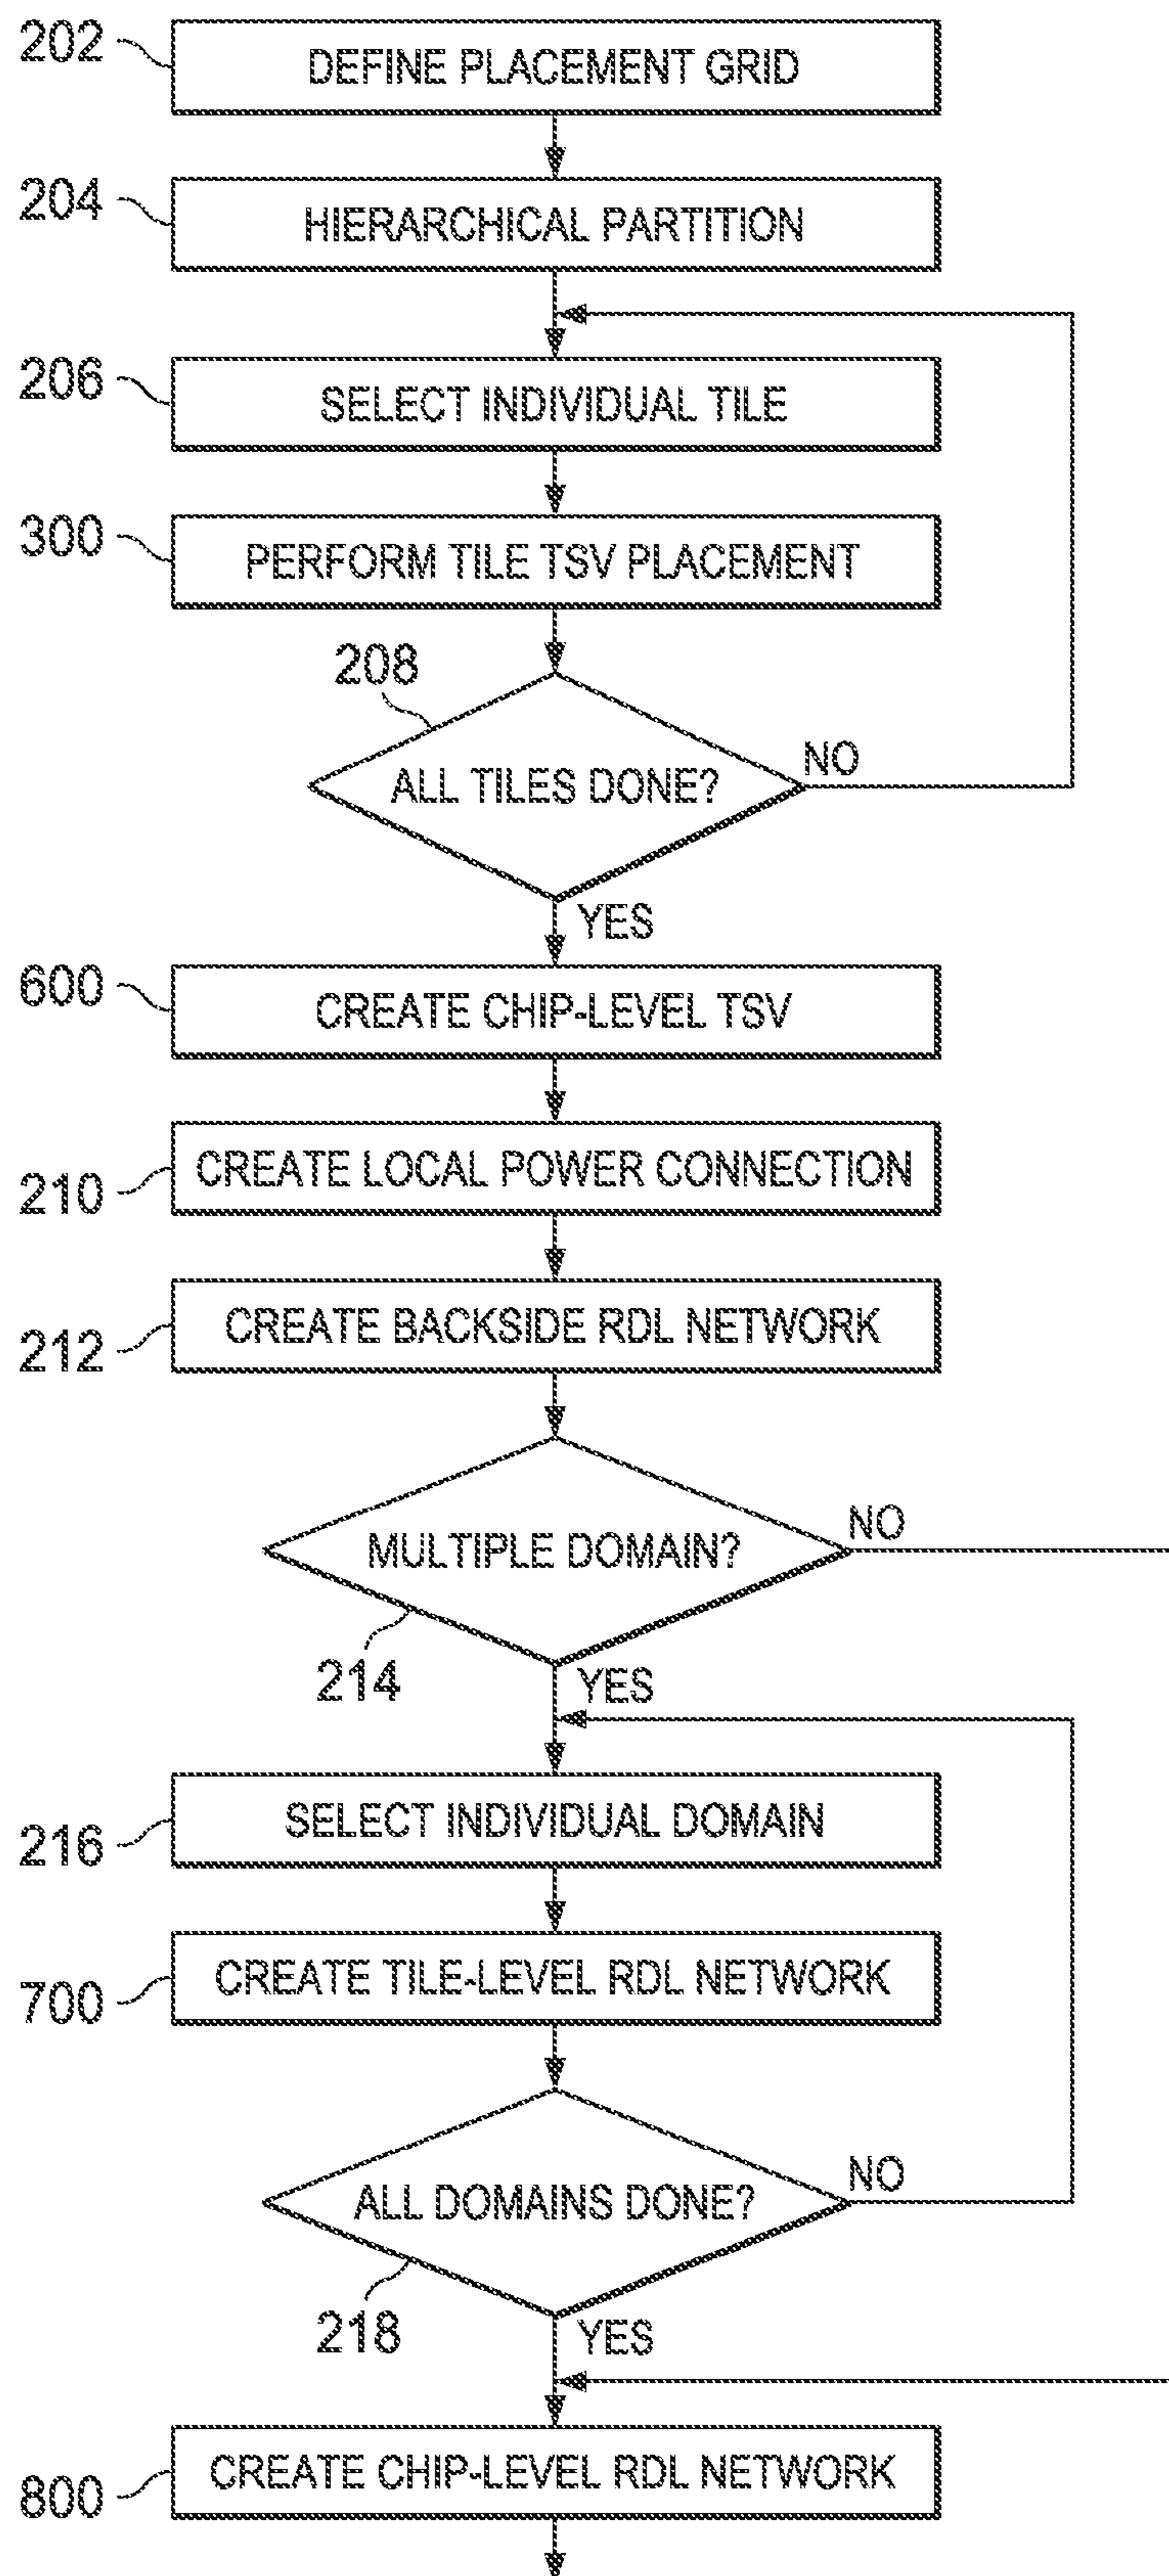 202
DEFINE PLACEMENT GRID
204
HIERARCHICAL PARTITION
206
SELECT INDIVIDUAL TILE
300
PERFORM TILE TSV PLACEMENT
208
ALL TILES DONE?
NO
YES
600
CREATE CHIP-LEVEL TSV
210
CREATE LOCAL POWER CONNECTION
212
CREATE BACKSIDE RDL NETWORK
MULTIPLE DOMAIN?
NO
214
YES
216
SELECT INDIVIDUAL DOMAIN
700
CREATE TILE-LEVEL RDL NETWORK
ALL DOMAINS DONE?
NO
218
YES
800
CREATE CHIP-LEVEL RDL NETWORK